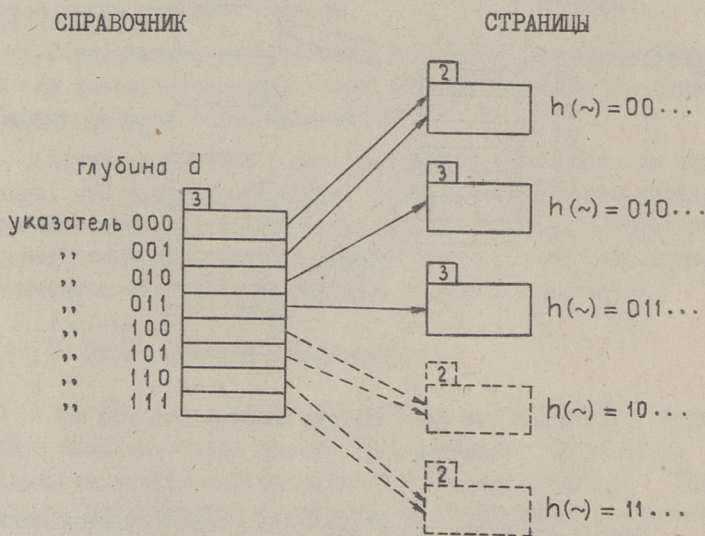 СПРАВОЧНИК
СТРАНИЦЫ
2
h(~) = 00...
глубина d
3
3
h(~) = 010...
указатель 000
,, 001
,, 010
,, 011
,, 100
,, 101
,, 110
,, 111
3
h(~) = 011...
2
h(~) = 10...
2
h(~) = 11...